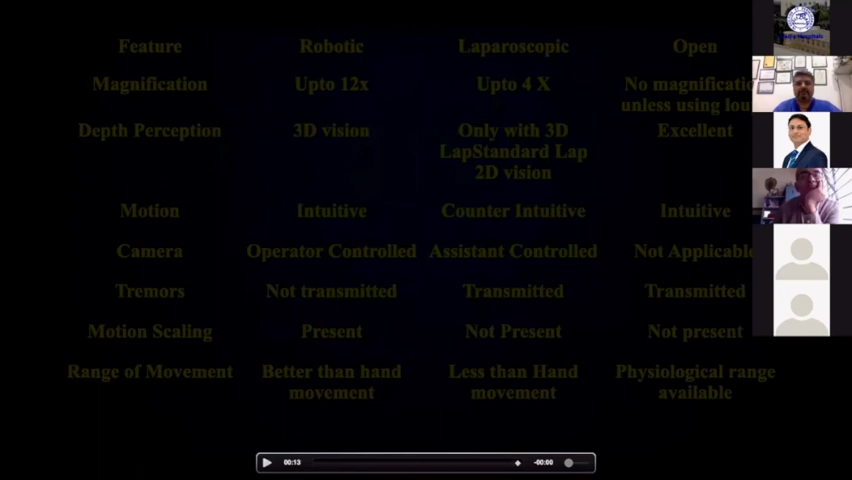 Feature Robotic Laparoscopic Open
Magnification Upto 12x Upto 4 X No magnificatio
unless using lou
Depth Perception 3D vision Only with 3D Excellent
LapStandard Lap
2D vision
Motion Intuitive Counter Intuitive Intuitive
Camera Operator Controlled Assistant Controlled Not Applicable
Tremors Not transmitted Transmitted Transmitted
Motion Scaling Present Not Present Not present
Range of Movement Better than hand Less than Hand Physiological range
movement movement available
00:13 -00:00